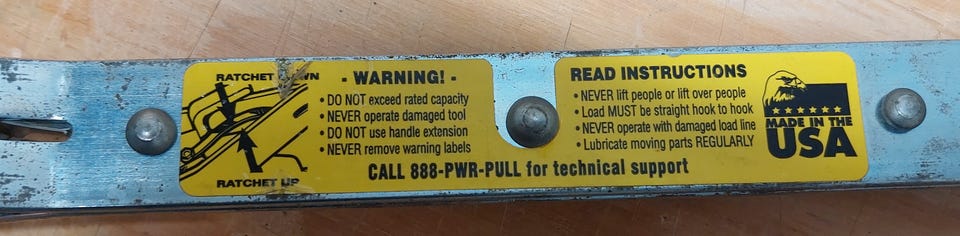 RATCHET
- WARNING! -
• DO NOT exceed rated capacity
• NEVER operate damaged tool
• DO NOT use handle extension
• NEVER remove warning labels
RATCHET UP
READ INSTRUCTIONS
• NEVER lift people or lift over people
• Load MUST be straight hook to hook
• NEVER operate with damaged load line
• Lubricate moving parts REGULARLY
MADE IN THE
USA
CALL 888-PWR-PULL for technical support